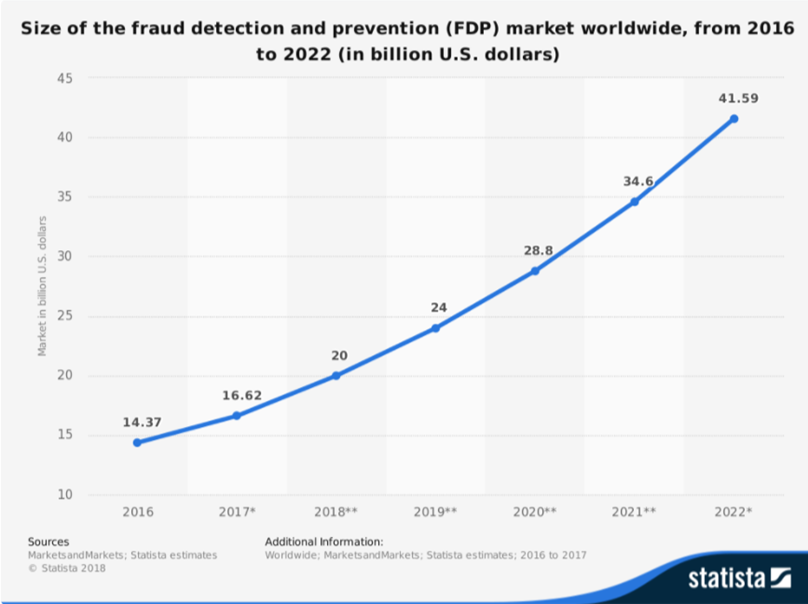 Size of the fraud detection and prevention (FDP) market worldwide, from 2016
to 2022 (in billion U.S. dollars)
Market in billion U.S. dollars
45
40
35
30
25
20
15
10
14.37
16.62
20
24
28.8
34.6
41.59
2016 2017* 2018** 2019** 2020** 2021** 2022*
Sources
MarketsandMarkets; Statista estimates
© Statista 2018
Additional Information:
Worldwide; MarketsandMarkets; Statista estimates; 2016 to 2017
statista